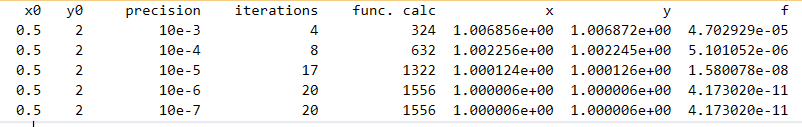 x0 y0 precision iterations func. calc x y f
0.5 2 10e-3 4 324 1.006856e+00 1.006872e+00 4.702929e-05
0.5 2 10e-4 8 632 1.002256e+00 1.002245e+00 5.101052e-06
0.5 2 10e-5 17 1322 1.000124e+00 1.000126e+00 1.580078e-08
0.5 2 10e-6 20 1556 1.000006e+00 1.000006e+00 4.173020e-11
0.5 2 10e-7 20 1556 1.000006e+00 1.000006e+00 4.173020e-11